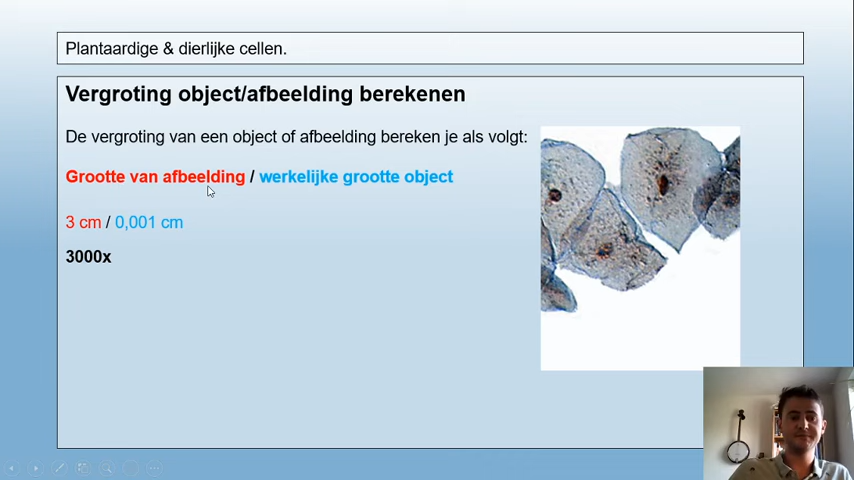 Plantaardige & dierlijke cellen.
Vergroting object/afbeelding berekenen
De vergroting van een object of afbeelding bereken je als volgt:
Grootte van afbeelding / werkelijke grootte object
3 cm / 0,001 cm
3000x